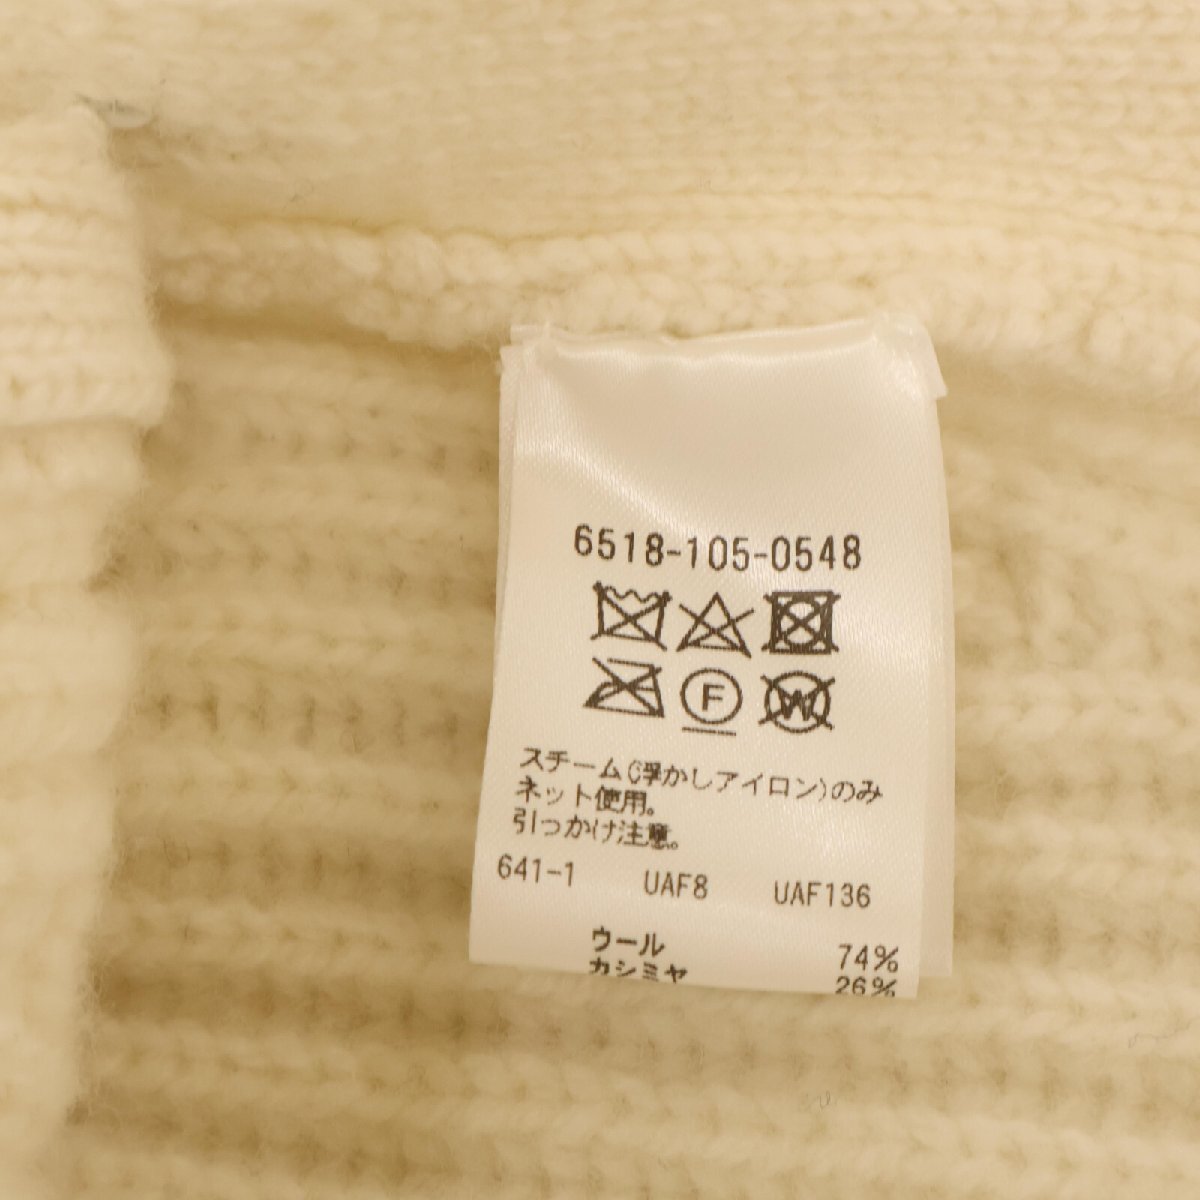 6518-105-0548
F W
スチーム(浮かしアイロン)のみ
ネット使用。
引っかけ注意。
641-1 UAF8 UAF136
ウール 74%
カシミヤ 26%